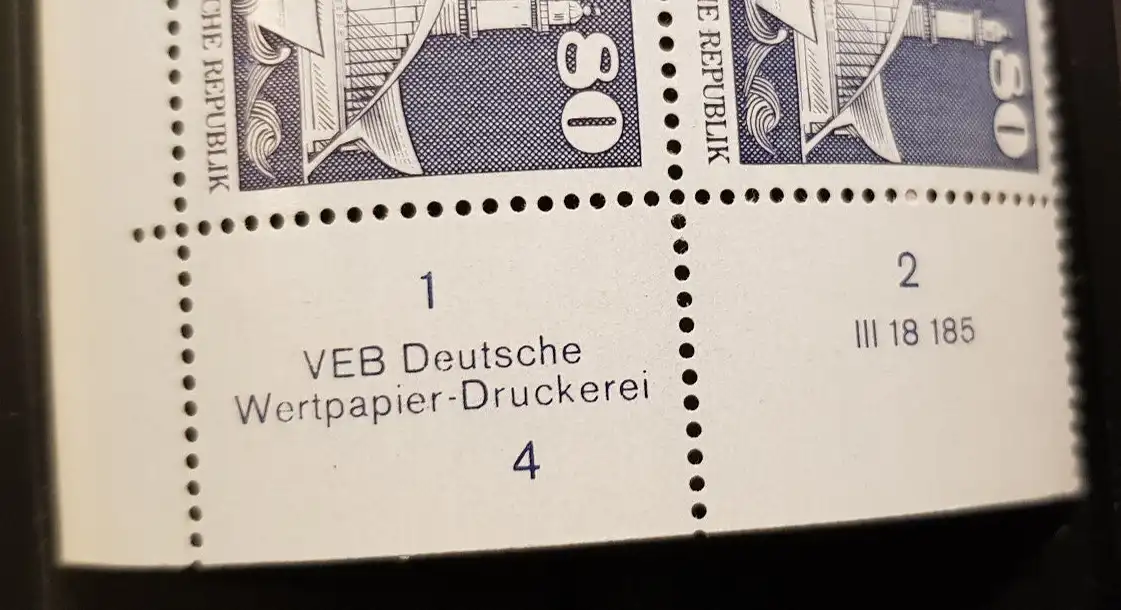 CHE REPUBLIK
80
HE REPUBLIK
80
1
VEB Deutsche
Wertpapier-Druckerei
4
2
III 18 185